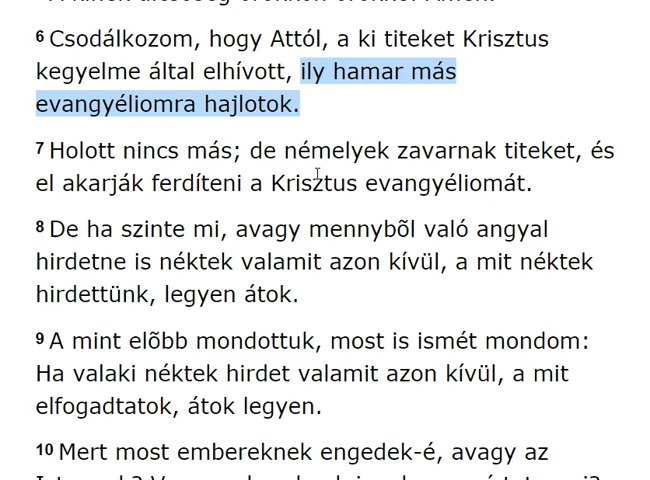 6 Csodálkozom, hogy Attól, a ki titeket Krisztus
kegyelme által elhívott, ily hamar más
evangyéliomra hajlotok.
7 Holott nincs más; de némelyek zavarnak titeket, és
el akarják ferdíteni a Krisztus evangyéliomát.
8 De ha szinte mi, avagy mennybõl való angyal
hirdetne is néktek valamit azon kívül, a mit néktek
hirdettünk, legyen átok.
9 A mint elõbb mondottuk, most is ismét mondom:
Ha valaki néktek hirdet valamit azon kívül, a mit
elfogadtatok, átok legyen.
10 Mert most embereknek engedek-é, avagy az